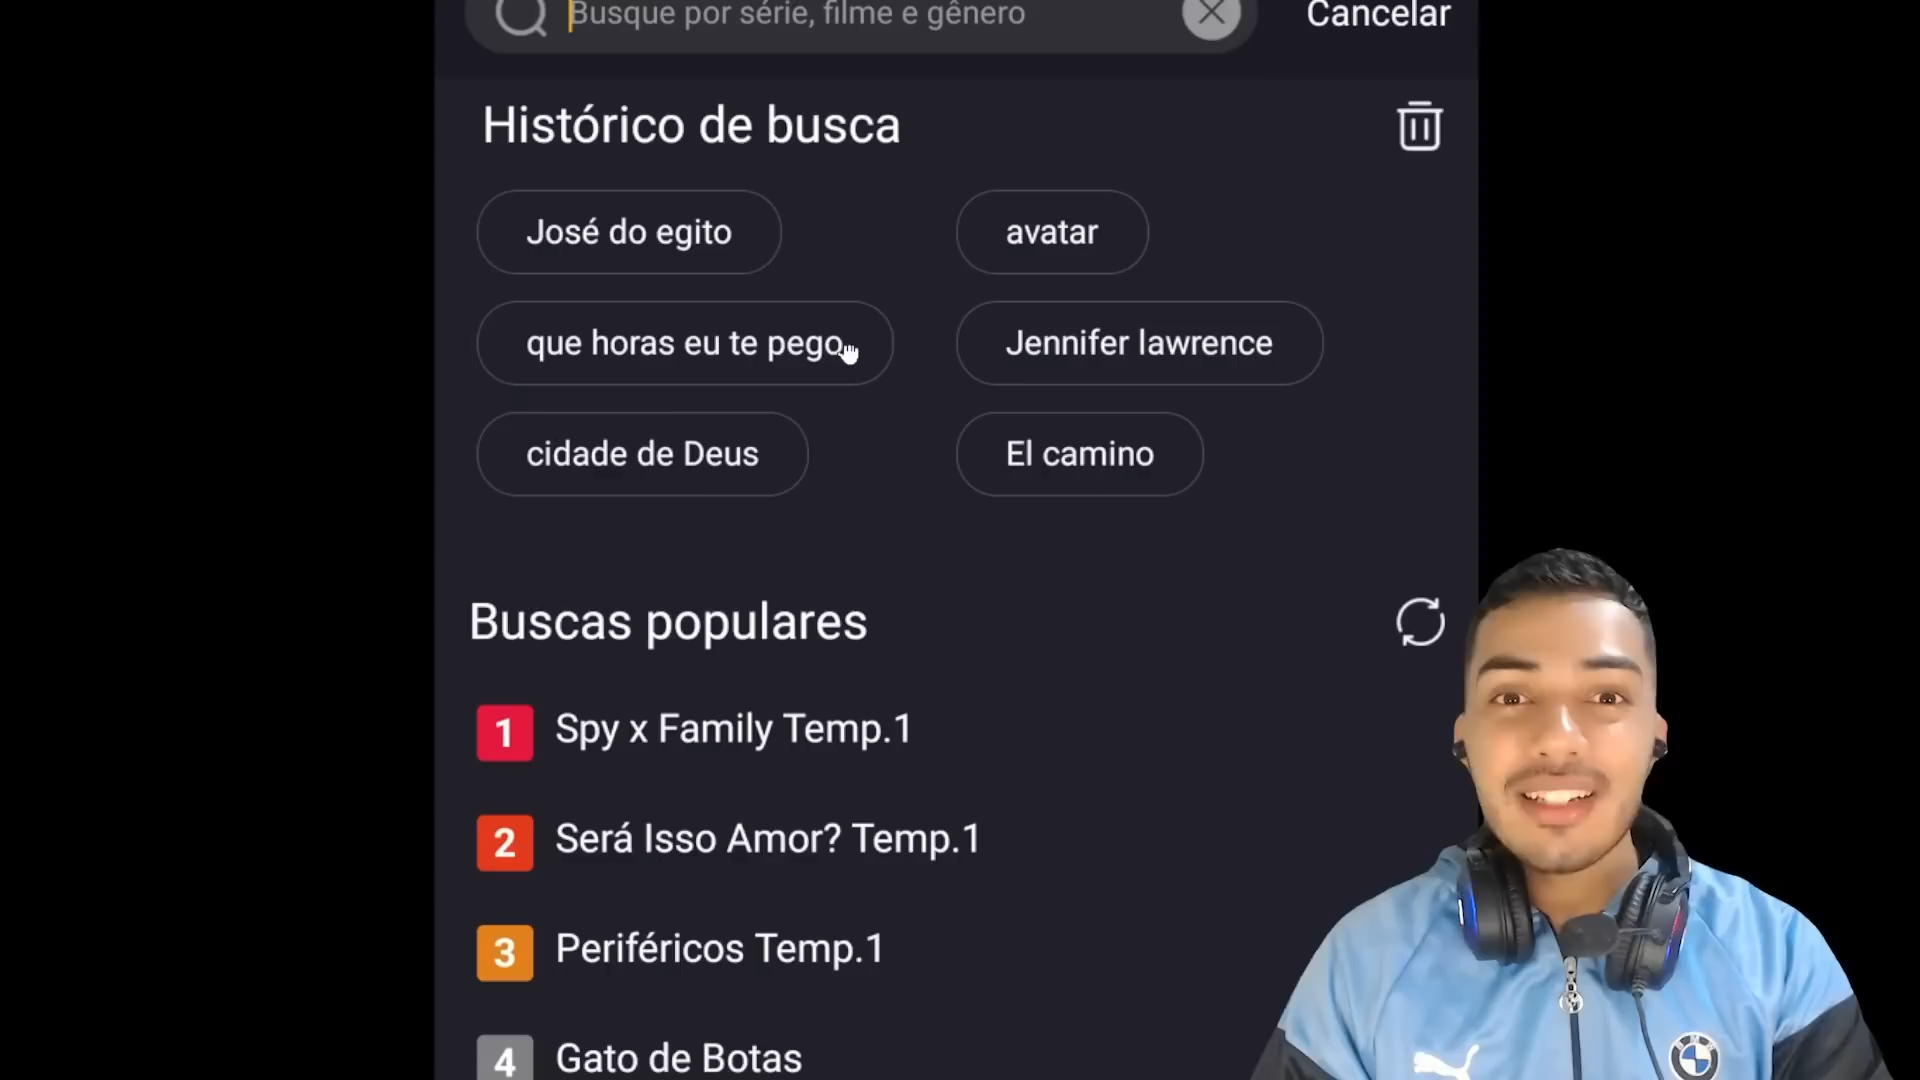 Busque por série, filme e gênero
Cancelar
Histórico de busca
José do egito
avatar
que horas eu te pego
Jennifer lawrence
cidade de Deus
El camino
Buscas populares
1 Spy x Family Temp.1
2 Será Isso Amor? Temp.1
3 Periféricos Temp.1
4 Gato de Botas
BMW